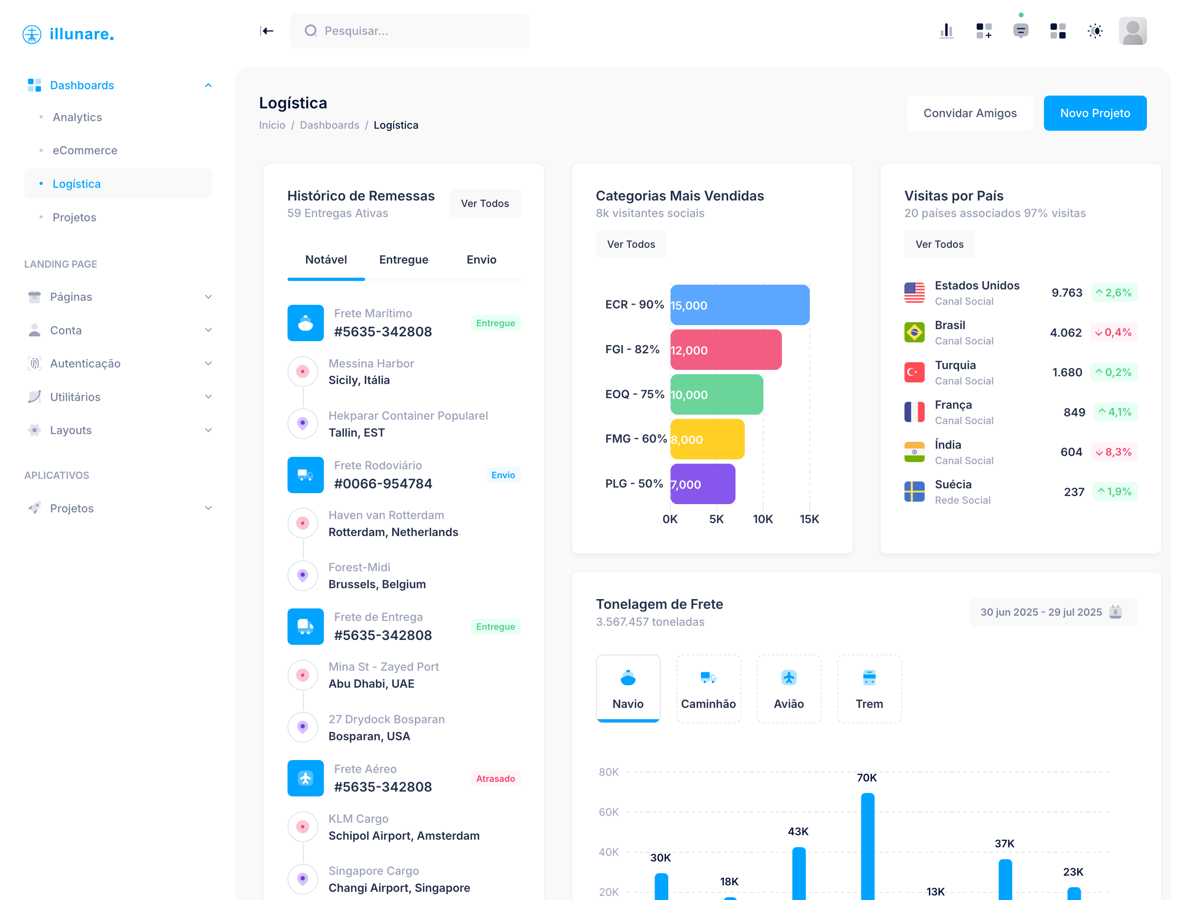 illunare.
Pesquisar...
Dashboards
Analytics
eCommerce
Logística
Projetos
LANDING PAGE
Páginas
Conta
Autenticação
Utilitários
Layouts
APLICATIVOS
Projetos
Logística
Início / Dashboards / Logística
Convidar Amigos
Novo Projeto
Histórico de Remessas
59 Entregas Ativas
Ver Todos
Notável
Entregue
Envio
Frete Marítimo
#5635-342808
Entregue
Messina Harbor
Sicily, Itália
Hekparar Container Popularel
Tallin, EST
Frete Rodoviário
#0066-954784
Envio
Haven van Rotterdam
Rotterdam, Netherlands
Forest-Midi
Brussels, Belgium
Frete de Entrega
#5635-342808
Entregue
Mina St - Zayed Port
Abu Dhabi, UAE
27 Drydock Bosparan
Bosparan, USA
Frete Aéreo
#5635-342808
Atrasado
KLM Cargo
Schipol Airport, Amsterdam
Singapore Cargo
Changi Airport, Singapore
Categorias Mais Vendidas
8k visitantes sociais
Ver Todos
ECR - 90% 15,000
FGI - 82% 12,000
EOQ - 75% 10,000
FMG - 60% 8,000
PLG - 50% 7,000
0K 5K 10K 15K
Visitas por País
20 países associados 97% visitas
Ver Todos
Estados Unidos
Canal Social
9.763 2,6%
Brasil
Canal Social
4.062 0,4%
Turquia
Canal Social
1.680 0,2%
França
Canal Social
849 4,1%
Índia
Canal Social
604 8,3%
Suécia
Rede Social
237 1,9%
Tonelagem de Frete
3.567.457 toneladas
30 jun 2025 - 29 jul 2025
Navio
Caminhão
Avião
Trem
80K
60K
40K
20K
30K
18K
43K
70K
13K
37K
23K